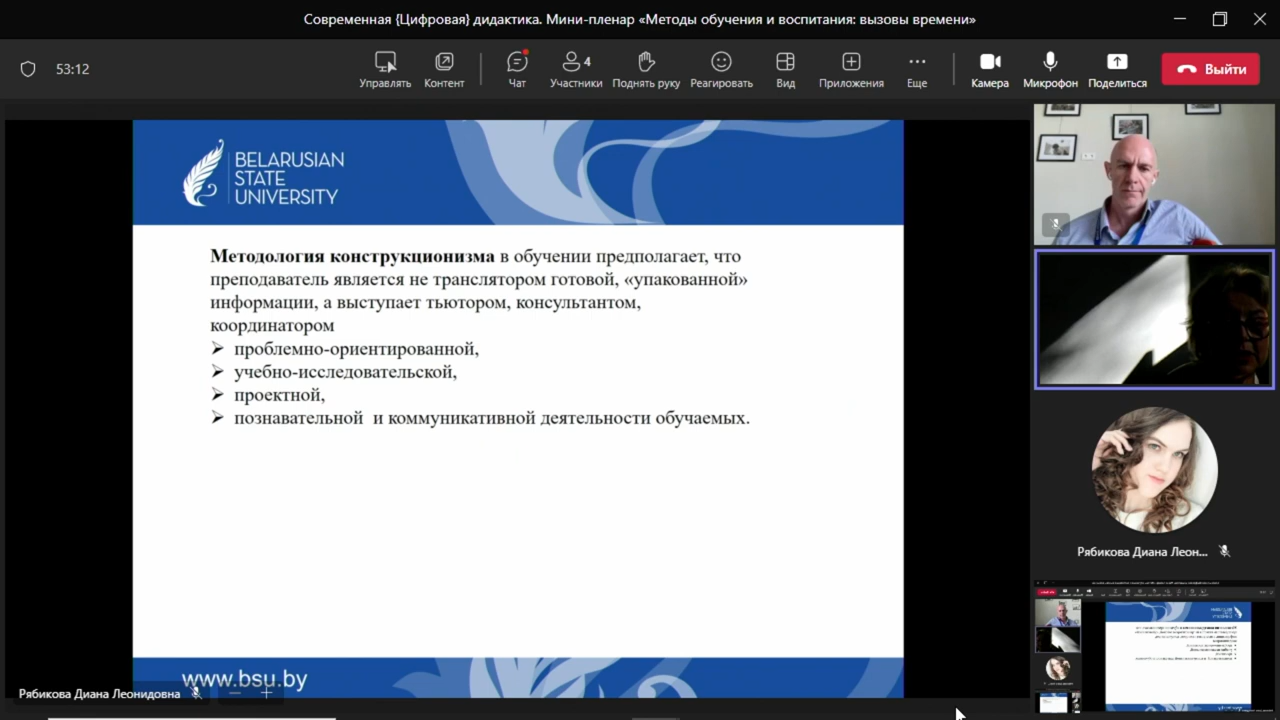 Современная {Цифровая} дидактика. Мини-пленар «Методы обучения и воспитания: вызовы времени»
53:12
Управлять
Контент
Чат
4
Участники
Поднять руку
Реагировать
Вид
Приложения
Еще
Камера
Микрофон
Поделиться
Выйти
BELARUSIAN
STATE
UNIVERSITY
Методология конструкционизма в обучении предполагает, что
преподаватель является не транслятором готовой, «упакованной»
информации, а выступает тьютором, консультантом,
координатором
проблемно-ориентированной,
учебно-исследовательской,
проектной,
познавательной и коммуникативной деятельности обучаемых.
www.bsu.by
Рябикова Диана Леонидовна
Рябикова Диана Леон...